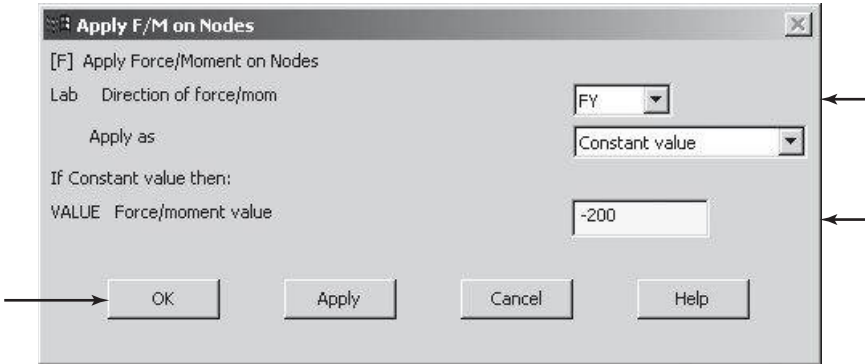 Apply F/M on Nodes
[F] Apply Force/Moment on Nodes
Lab Direction of force/mom FY
Apply as Constant value
If Constant value then:
VALUE Force/moment value -200
OK Apply Cancel Help